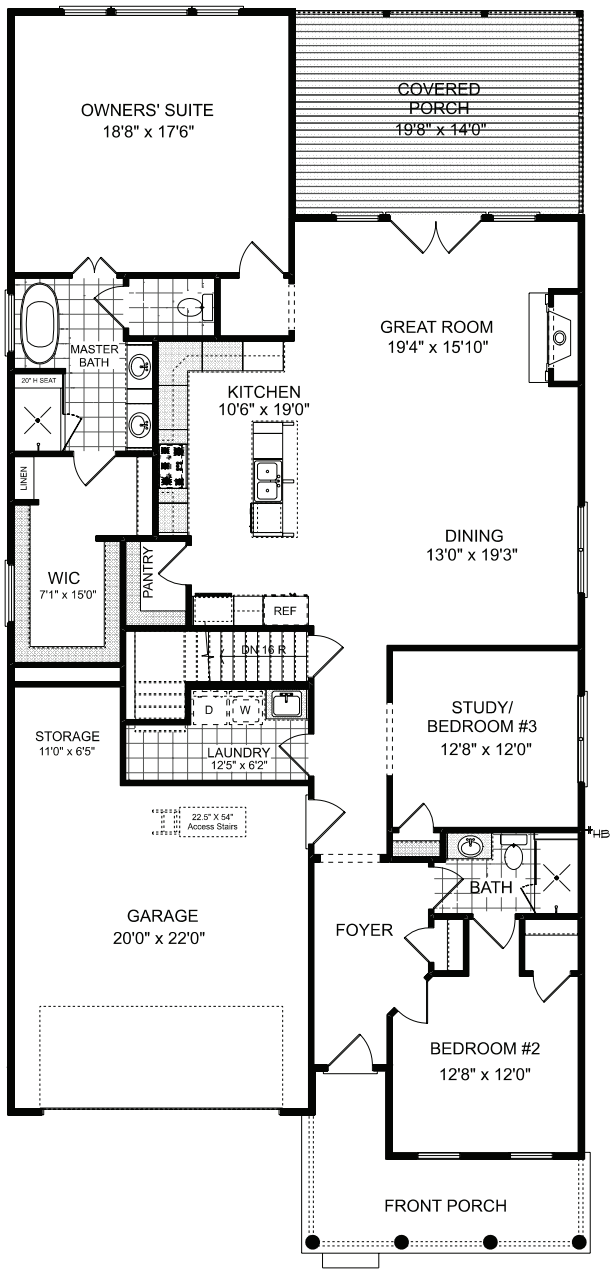 COVERED
PORCH
19'8" x 14'0"
OWNERS' SUITE
18'8" x 17'6"
GREAT ROOM
19'4" x 15'10"
MASTER
BATH
20" H SEAT
KITCHEN
10'6" x 19'0"
LINEN
DINING
13'0" x 19'3"
WIC
7'1" x 15'0"
PANTRY
REF
DN 16 R
D
W
LAUNDRY
12'5" x 6'2"
STORAGE
11'0" x 6'5"
STUDY/
BEDROOM #3
12'8" x 12'0"
22.5" X 54"
Access Stairs
HB
BATH
GARAGE
20'0" x 22'0"
FOYER
BEDROOM #2
12'8" x 12'0"
FRONT PORCH